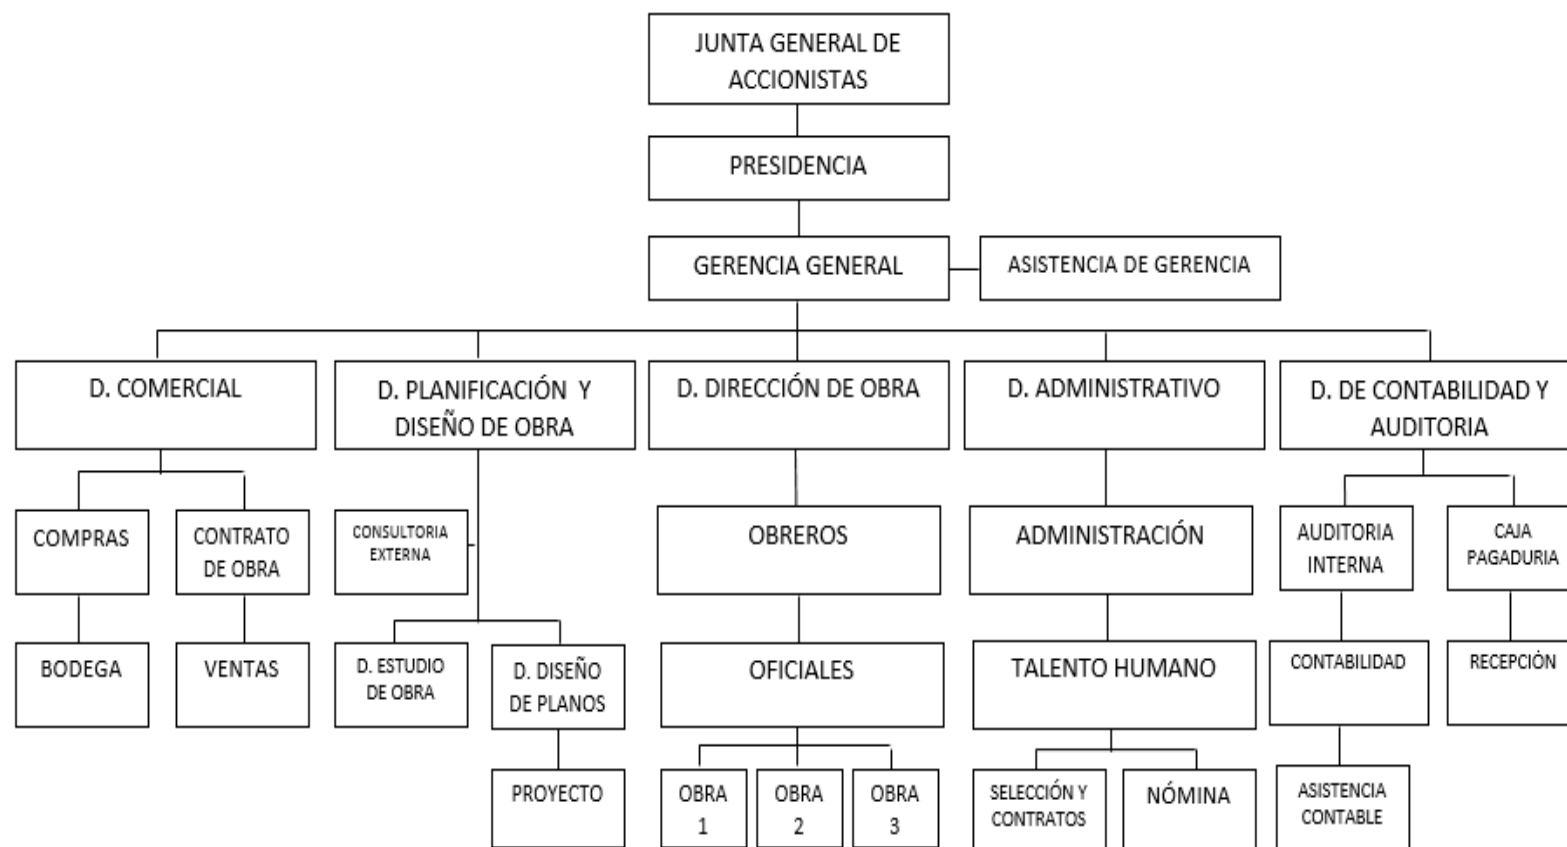 JUNTA GENERAL DE
ACCIONISTAS
PRESIDENCIA
GERENCIA GENERAL
ASISTENCIA DE GERENCIA
D. COMERCIAL
D. PLANIFICACIÓN Y
DISEÑO DE OBRA
D. DIRECCIÓN DE OBRA
D. ADMINISTRATIVO
D. DE CONTABILIDAD Y
AUDITORIA
COMPRAS
CONTRATO
DE OBRA
CONSULTORIA
EXTERNA
OBREROS
ADMINISTRACIÓN
AUDITORIA
INTERNA
CAJA
PAGADURIA
BODEGA
VENTAS
D. ESTUDIO
DE OBRA
D. DISEÑO
DE PLANOS
OFICIALES
TALENTO HUMANO
CONTABILIDAD
RECEPCIÓN
PROYECTO
OBRA
1
OBRA
2
OBRA
3
SELECCIÓN Y
CONTRATOS
NÓMINA
ASISTENCIA
CONTABLE